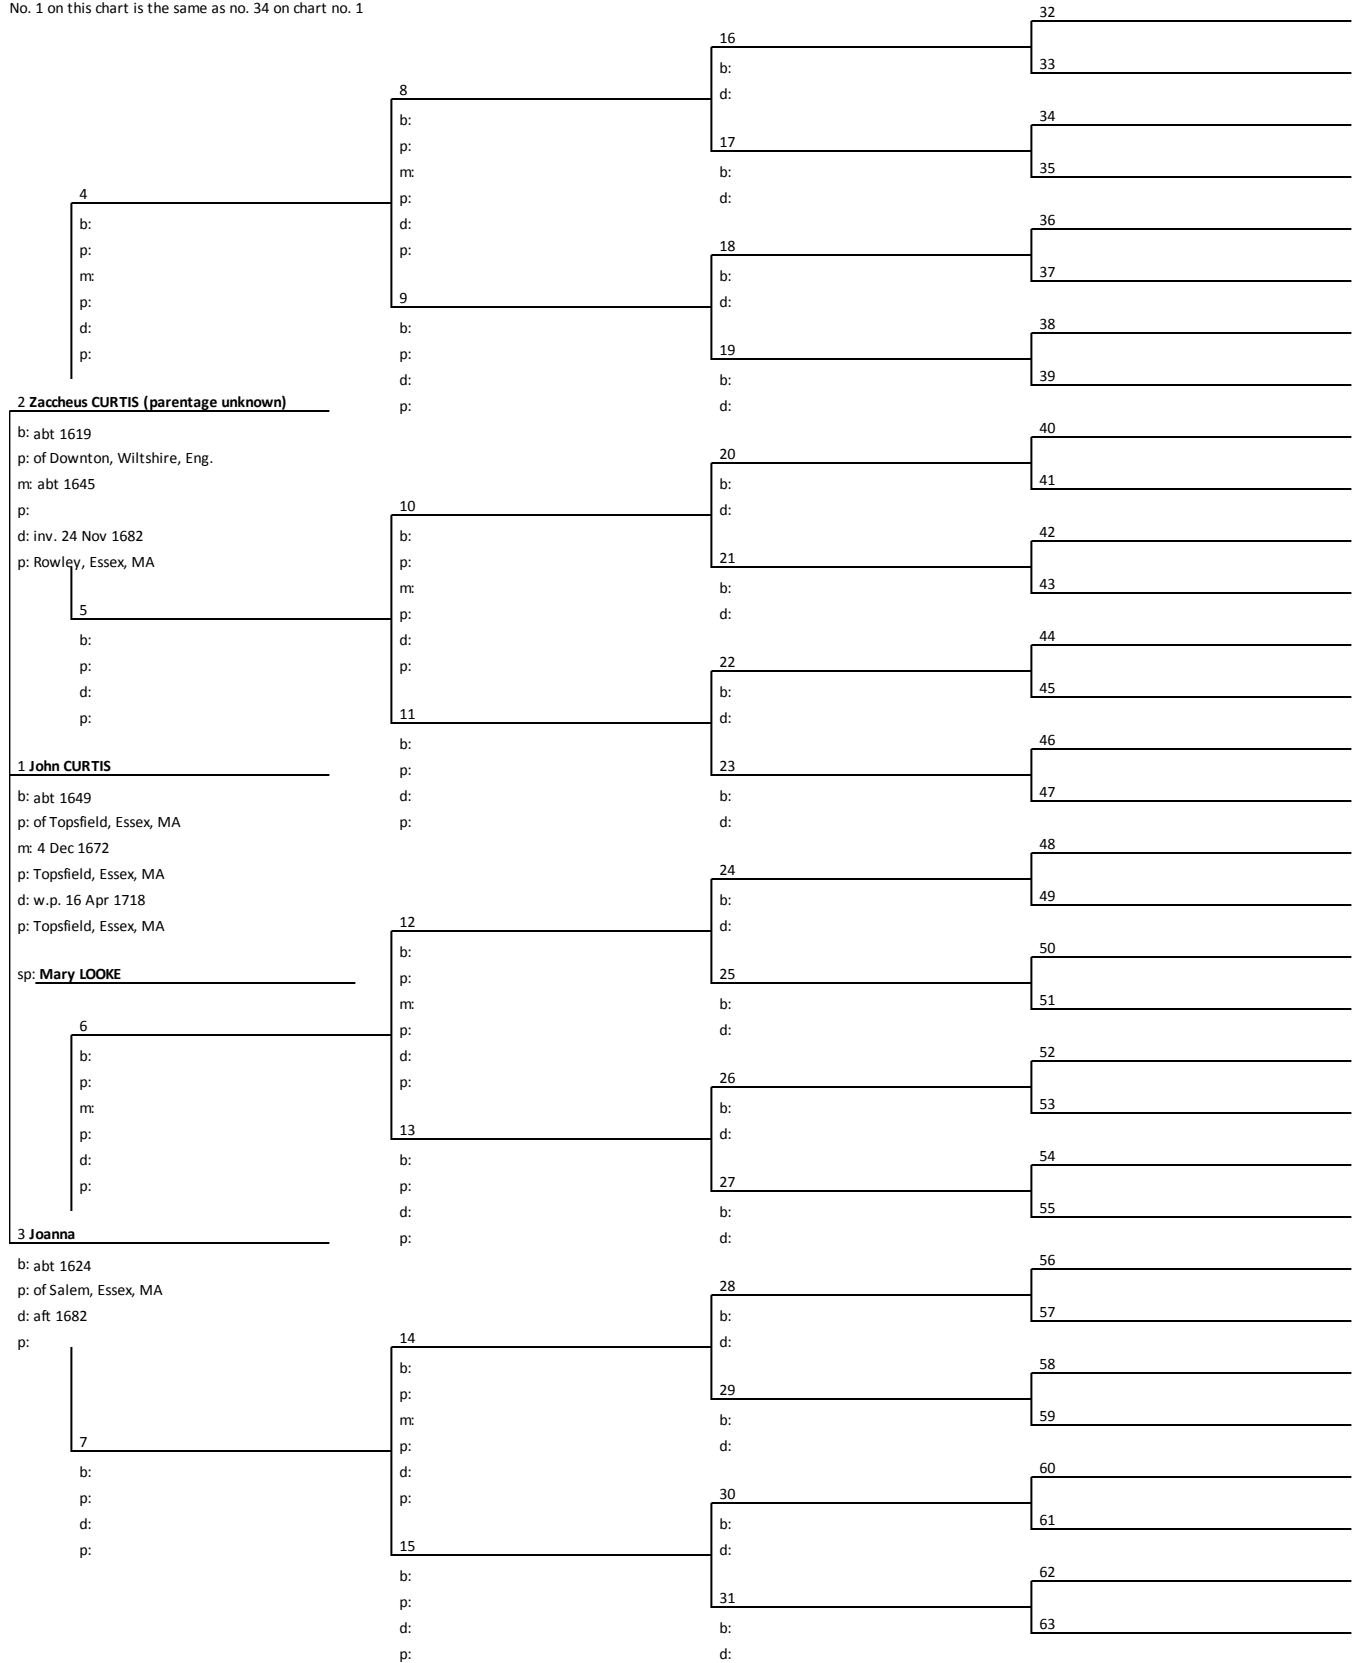 No. 1 on this chart is the same as no. 34 on chart no. 1
4
b:
p:
m:
p:
d:
p:
2 Zaccheus CURTIS (parentage unknown)
b: abt 1619
p: of Downton, Wiltshire, Eng.
m: abt 1645
p:
d: inv. 24 Nov 1682
p: Rowley, Essex, MA
5
b:
p:
d:
p:
1 John CURTIS
b: abt 1649
p: of Topsfield, Essex, MA
m: 4 Dec 1672
p: Topsfield, Essex, MA
d: w.p. 16 Apr 1718
p: Topsfield, Essex, MA
sp: Mary LOOKE
6
b:
p:
m:
p:
d:
p:
3 Joanna
b: abt 1624
p: of Salem, Essex, MA
d: aft 1682
p:
7
b:
p:
d:
p:
8
b:
p:
m:
p:
d:
p:
9
b:
p:
d:
p:
10
b:
p:
m:
p:
d:
p:
11
b:
p:
d:
p:
12
b:
p:
m:
p:
d:
p:
13
b:
p:
d:
p:
14
b:
p:
m:
p:
d:
p:
15
b:
p:
d:
p:
16
b:
d:
17
b:
d:
18
b:
d:
19
b:
d:
20
b:
d:
21
b:
d:
22
b:
d:
23
b:
d:
24
b:
d:
25
b:
d:
26
b:
d:
27
b:
d:
28
b:
d:
29
b:
d:
30
b:
d:
31
b:
d:
32
33
34
35
36
37
38
39
40
41
42
43
44
45
46
47
48
49
50
51
52
53
54
55
56
57
58
59
60
61
62
63